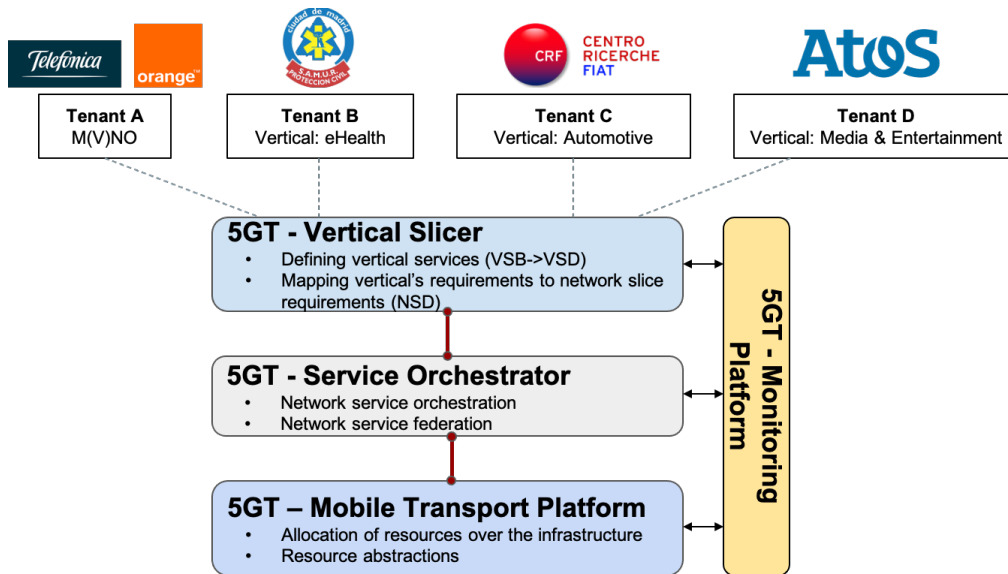 Telefónica
orange™
ciudad de madrid
S.A.M.U.R.
PROTECCION CIVIL
CRF
CENTRO
RICERCHE
FIAT
Atos
Tenant A
M(V)NO
Tenant B
Vertical: eHealth
Tenant C
Vertical: Automotive
Tenant D
Vertical: Media & Entertainment
5GT - Vertical Slicer
• Defining vertical services (VSB->VSD)
• Mapping vertical's requirements to network slice
requirements (NSD)
5GT - Service Orchestrator
• Network service orchestration
• Network service federation
5GT – Mobile Transport Platform
• Allocation of resources over the infrastructure
• Resource abstractions
5GT - Monitoring
Platform